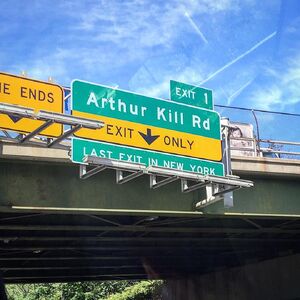 NE ENDS
EXIT 1
Arthur Kill Rd
EXIT ONLY
LAST EXIT IN NEW YORK